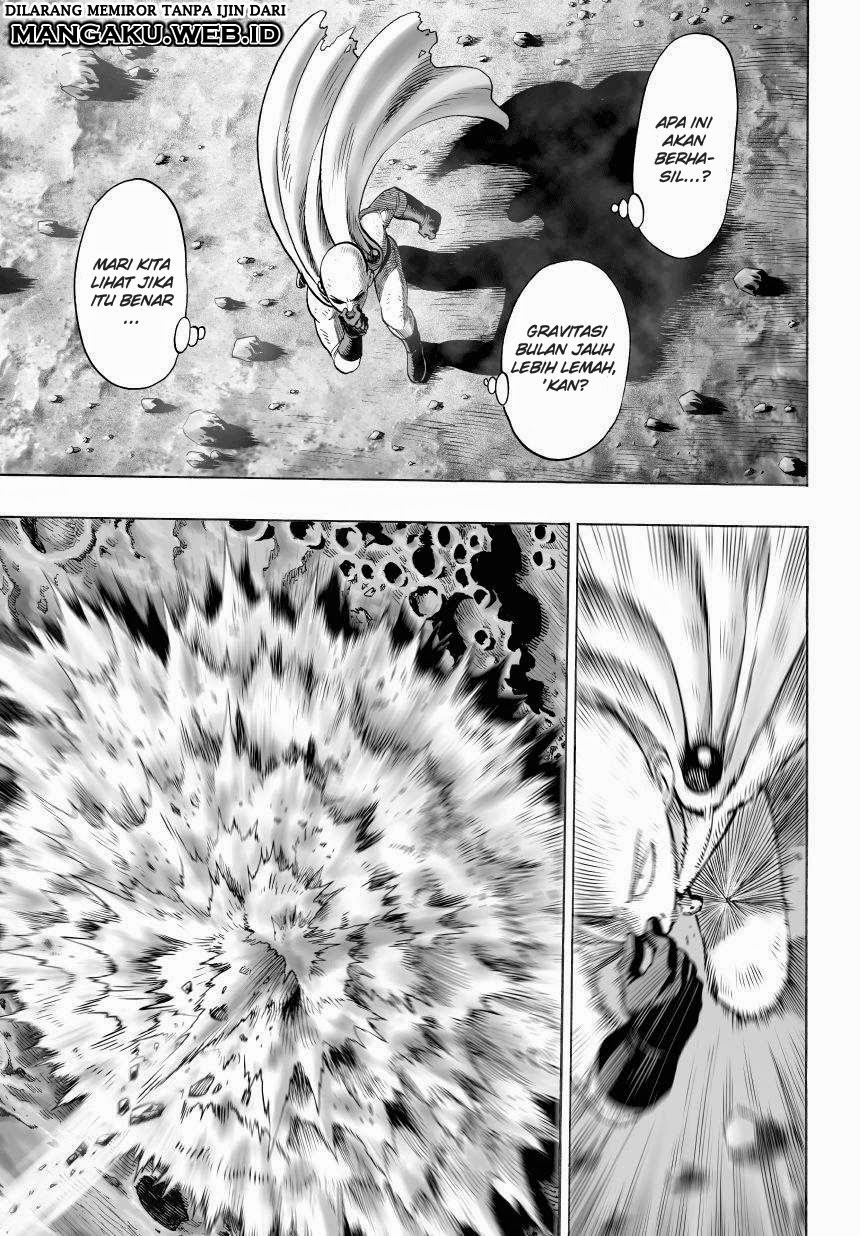 DILARANG MEMIROR TANPA IJIN DARI
MANGAKU.WEB.ID
APA INI
AKAN
BERHA-
SIL...?
GRAVITASI
BULAN JAUH
LEBIH LEMAH,
'KAN?
MARI KITA
LIHAT JIKA
ITU BENAR
...